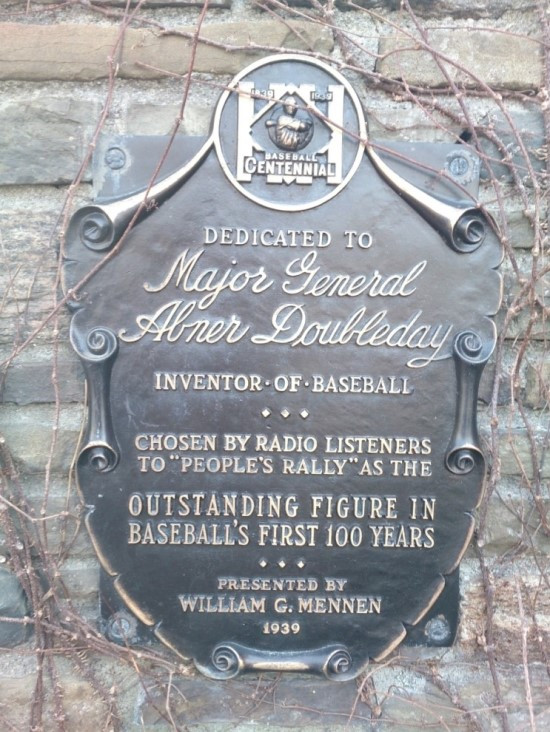 1839 1939
BASEBALL
CENTENNIAL
DEDICATED TO
Major General
Abner Doubleday
INVENTOR·OF·BASEBALL
CHOSEN BY RADIO LISTENERS
TO "PEOPLE'S RALLY" AS THE
OUTSTANDING FIGURE IN
BASEBALL'S FIRST 100 YEARS
PRESENTED BY
WILLIAM G. MENNEN
1939